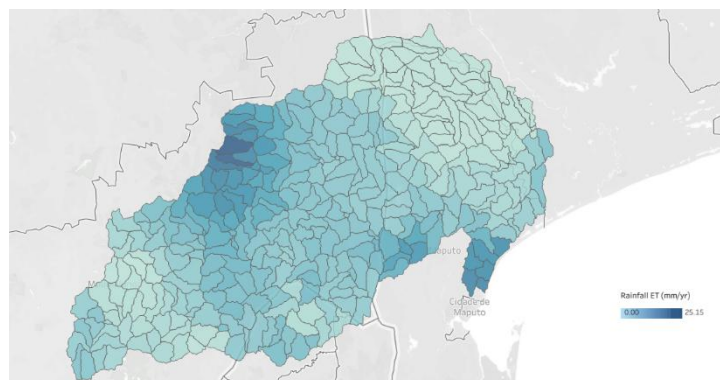 M
aputo
Cidade de
Maputo
Rainfall ET (mm/yr)
0.00 25.15